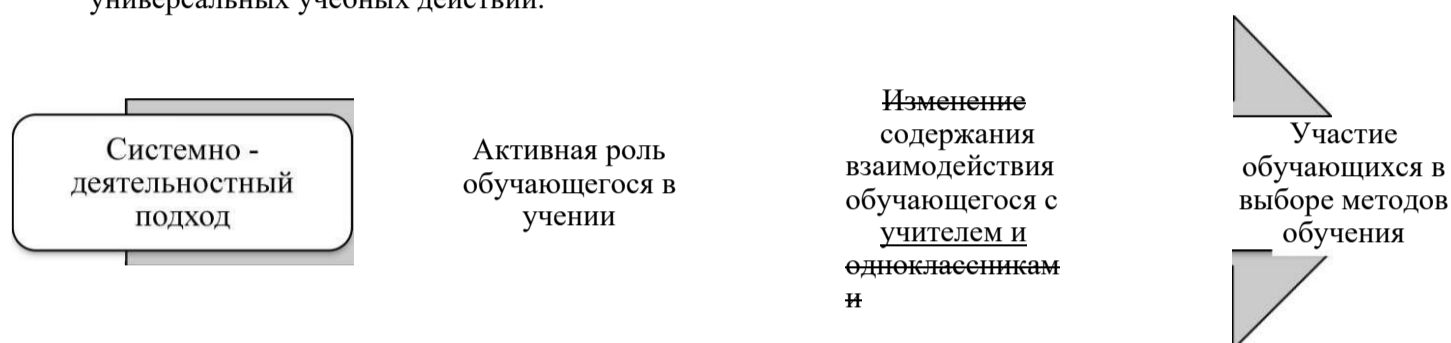 универсальных учебных действий.
Системно -
деятельностный
подход
Активная роль
обучающегося в
учении
Изменение
содержания
взаимодействия
обучающегося с
учителем и
одноклассникам
и
Участие
обучающихся в
выборе методов
обучения